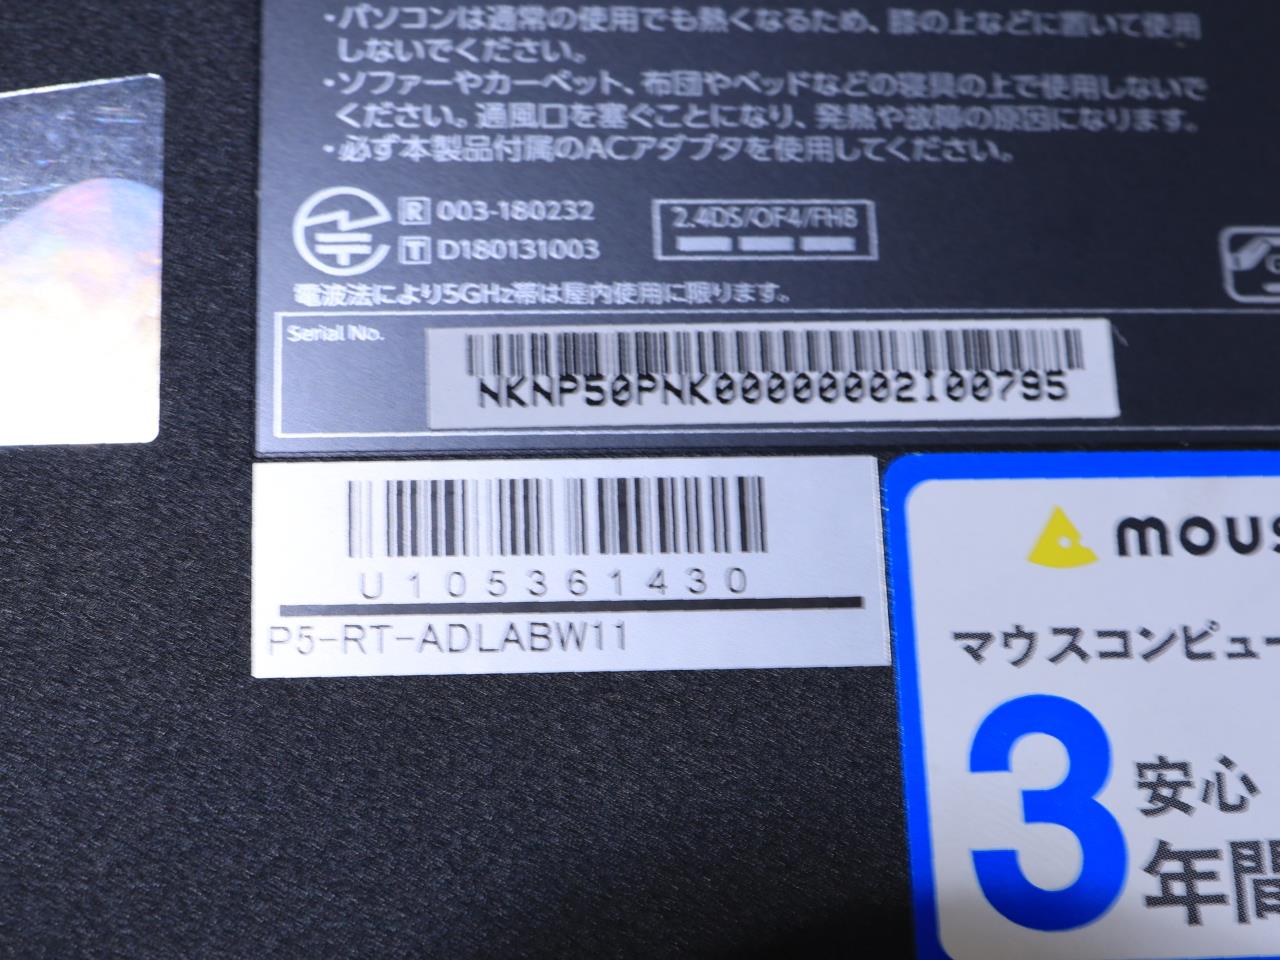 ・パソコンは通常の使用でも熱くなるため、膝の上などに置いて使用
しないでください。
・ソファーやカーペット、布団やベッドなどの寝具の上で使用しないで
ください。通風口を塞ぐことになり、発熱や故障の原因になります。
・必ず本製品付属のACアダプタを使用してください。
R 003-180232
T D180131003
2.4DS/OF4/FH8
電波法により5GHz帯は屋内使用に限ります。
Serial No.
NKNP50PNK00000002I00795
U105361430
P5-RT-ADLABW11
mous
マウスコンピュー
3
安心
年間